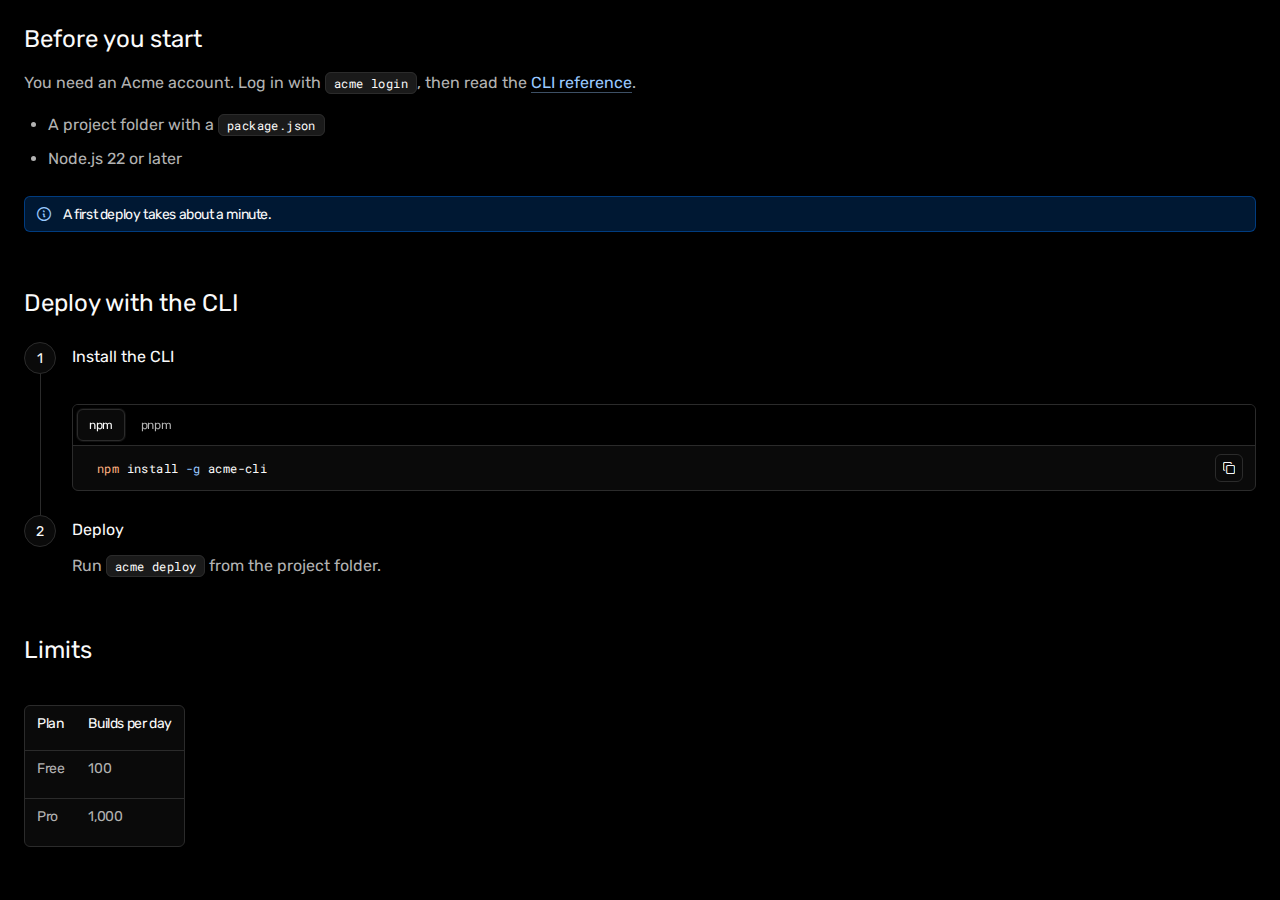 Before you start
You need an Acme account. Log in with acme login, then read the CLI reference.
A project folder with a package.json
Node.js 22 or later
A first deploy takes about a minute.
Deploy with the CLI
1 Install the CLI
npm pnpm
npm install -g acme-cli
2 Deploy
Run acme deploy from the project folder.
Limits
Plan Builds per day
Free 100
Pro 1,000